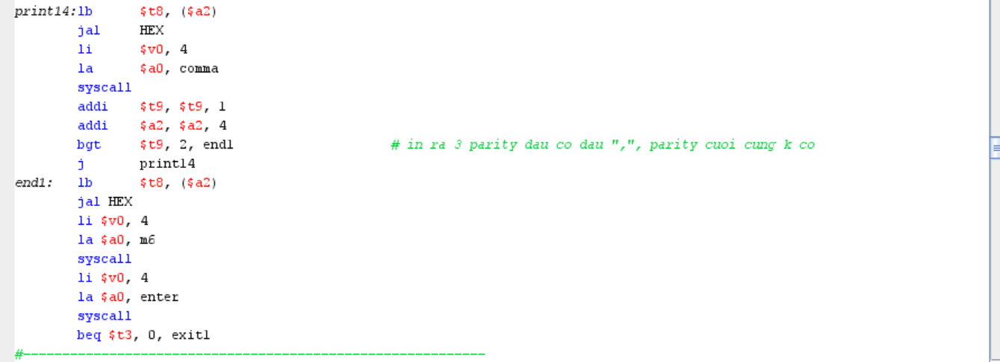 print14:lb $t8, ($a2)
jal HEX
li $v0, 4
la $a0, comma
syscall
addi $t9, $t9, 1
addi $a2, $a2, 4
bgt $t9, 2, end1 # in ra 3 parity dau co dau ",", parity cuoi cung k co
j print14
end1: lb $t8, ($a2)
jal HEX
li $v0, 4
la $a0, m6
syscall
li $v0, 4
la $a0, enter
syscall
beq $t3, 0, exit1
#------------------------------------------------------------